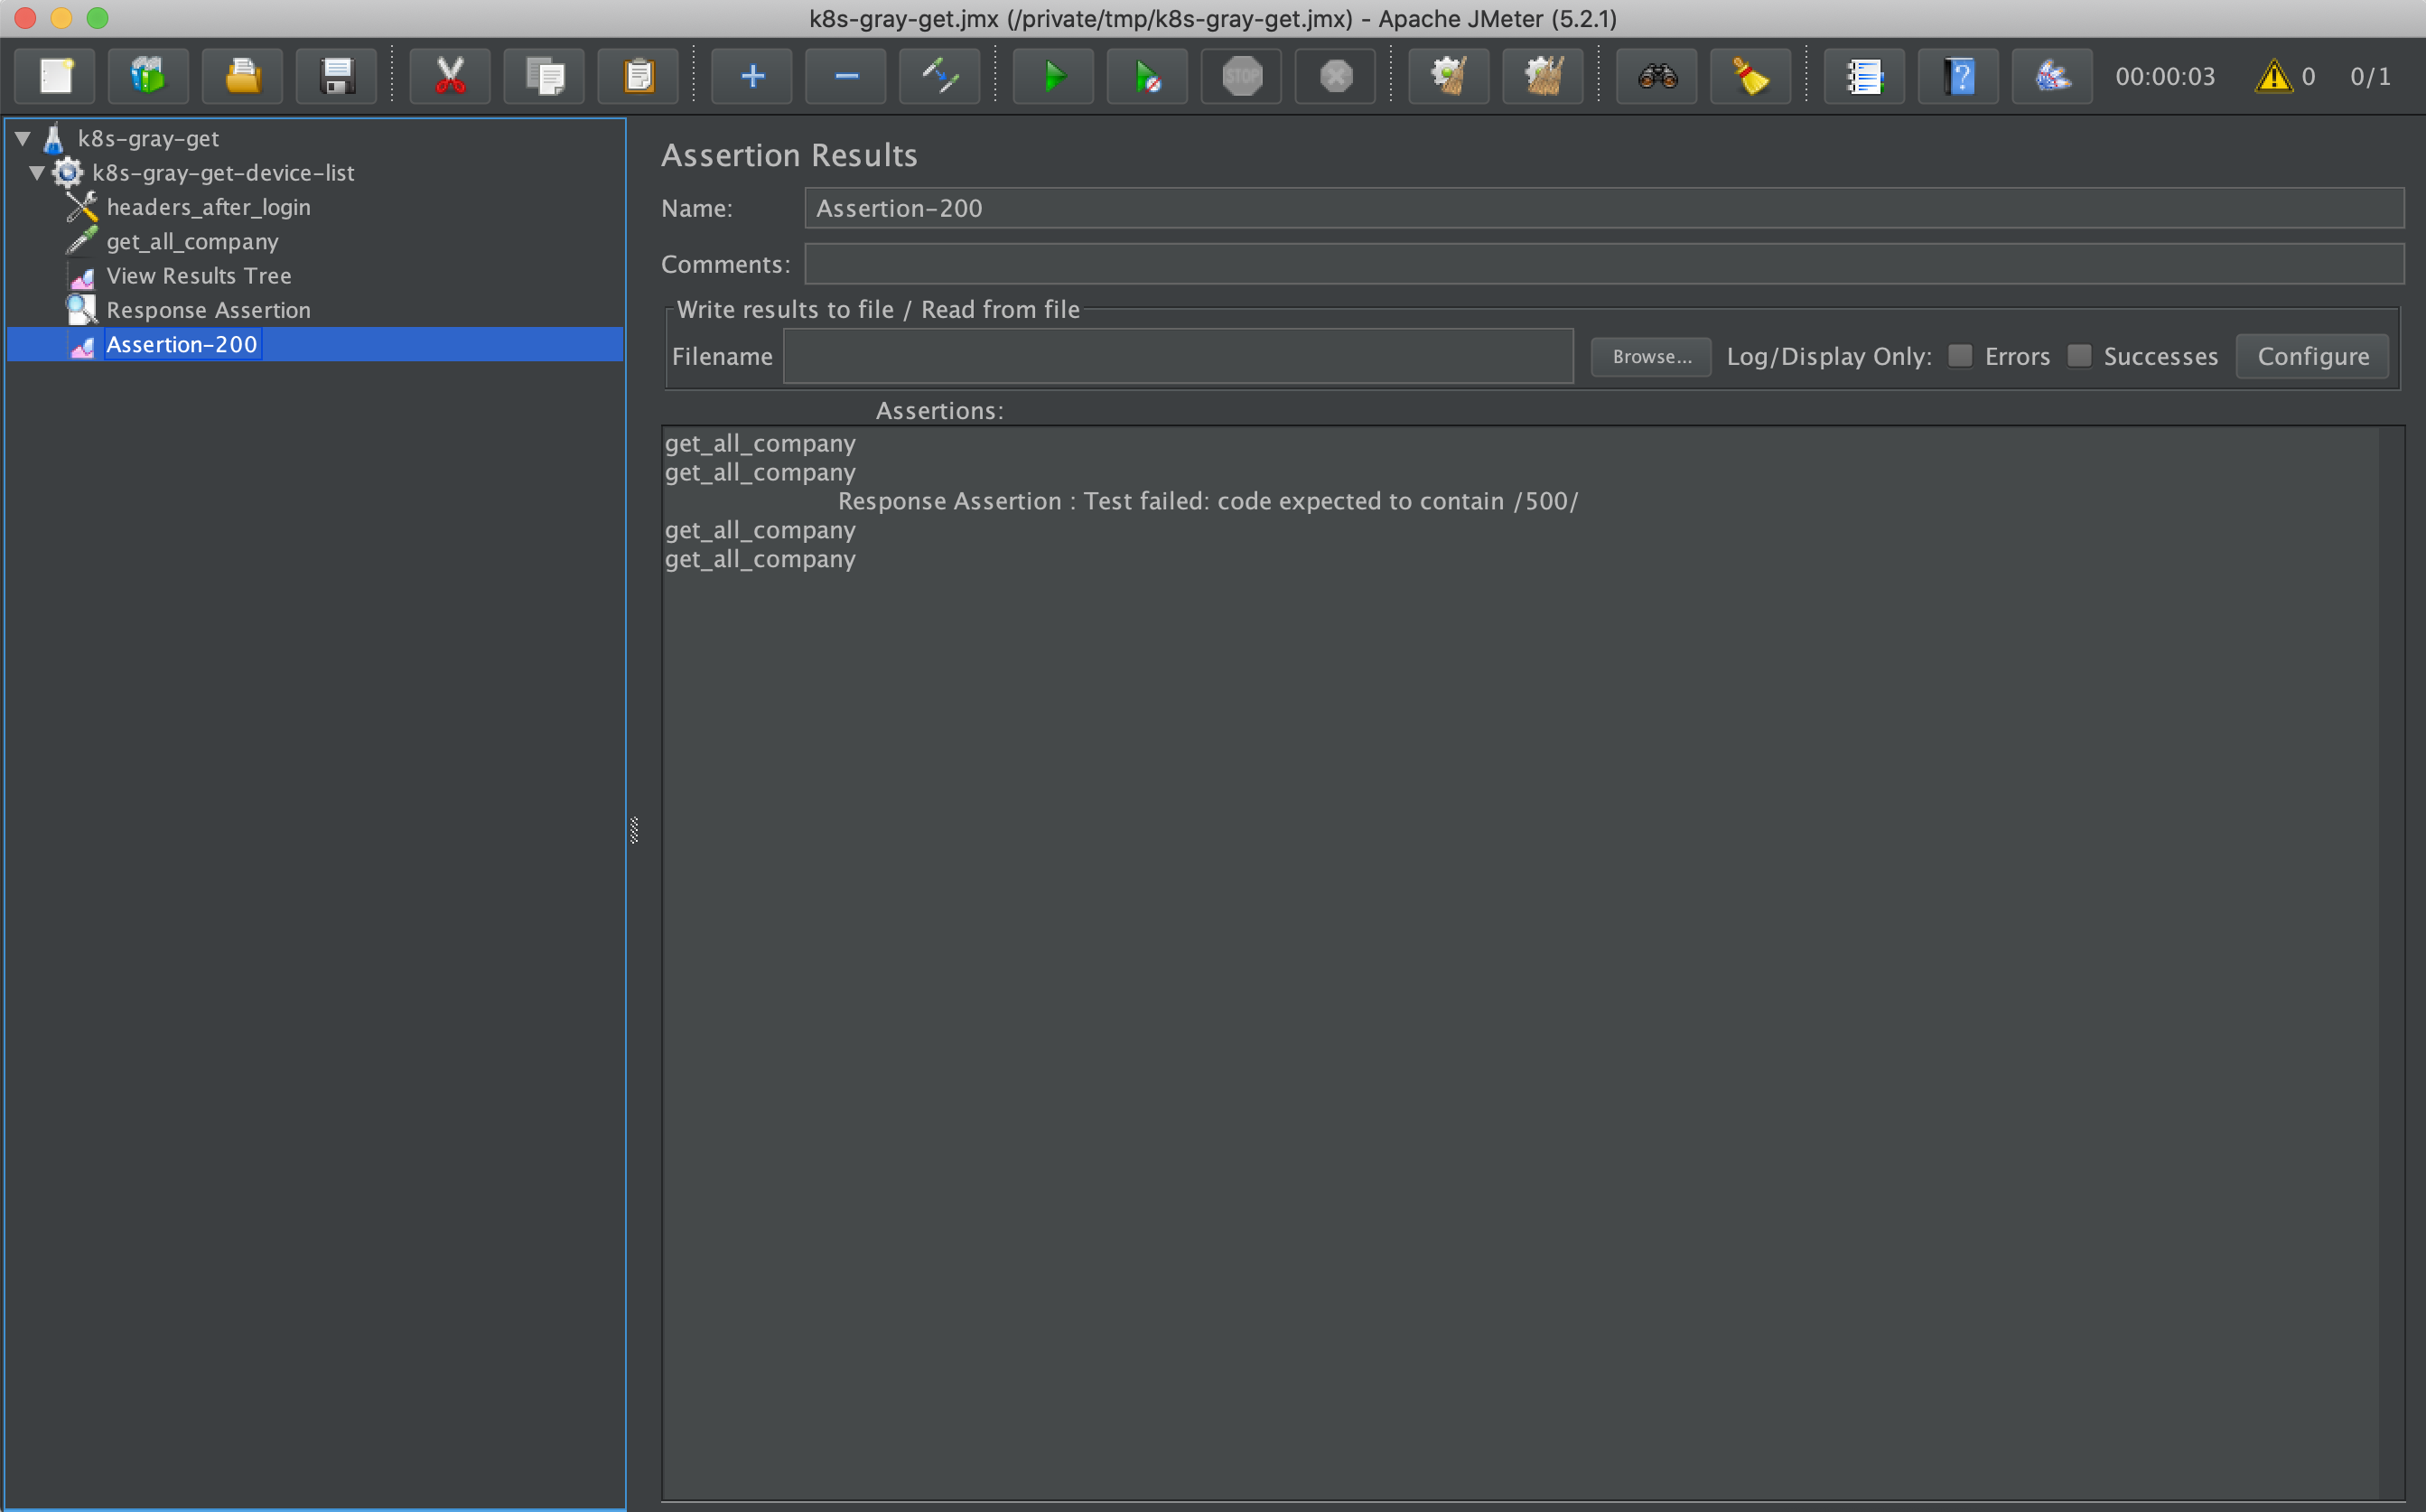 k8s-gray-get.jmx (/private/tmp/k8s-gray-get.jmx) - Apache JMeter (5.2.1)
STOP
00:00:03
0
0/1
k8s-gray-get
k8s-gray-get-device-list
headers_after_login
get_all_company
View Results Tree
Response Assertion
Assertion-200
Assertion Results
Name: Assertion-200
Comments:
Write results to file / Read from file
Filename Browse... Log/Display Only: Errors Successes Configure
Assertions:
get_all_company
get_all_company
Response Assertion : Test failed: code expected to contain /500/
get_all_company
get_all_company